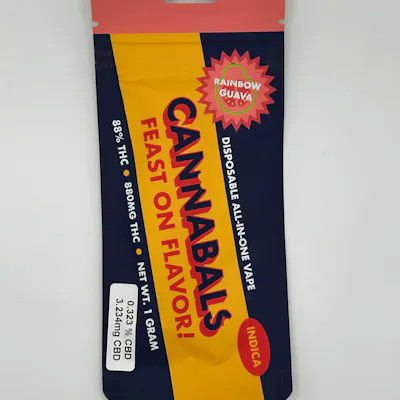 RAINBOW
GUAVA
DISPOSABLE ALL-IN-ONE VAPE
CANNABALS
FEAST ON FLAVOR!
88% THC • 880MG THC • NET WT. 1 GRAM
INDICA
0.323 % CBD
3.234mg CBD